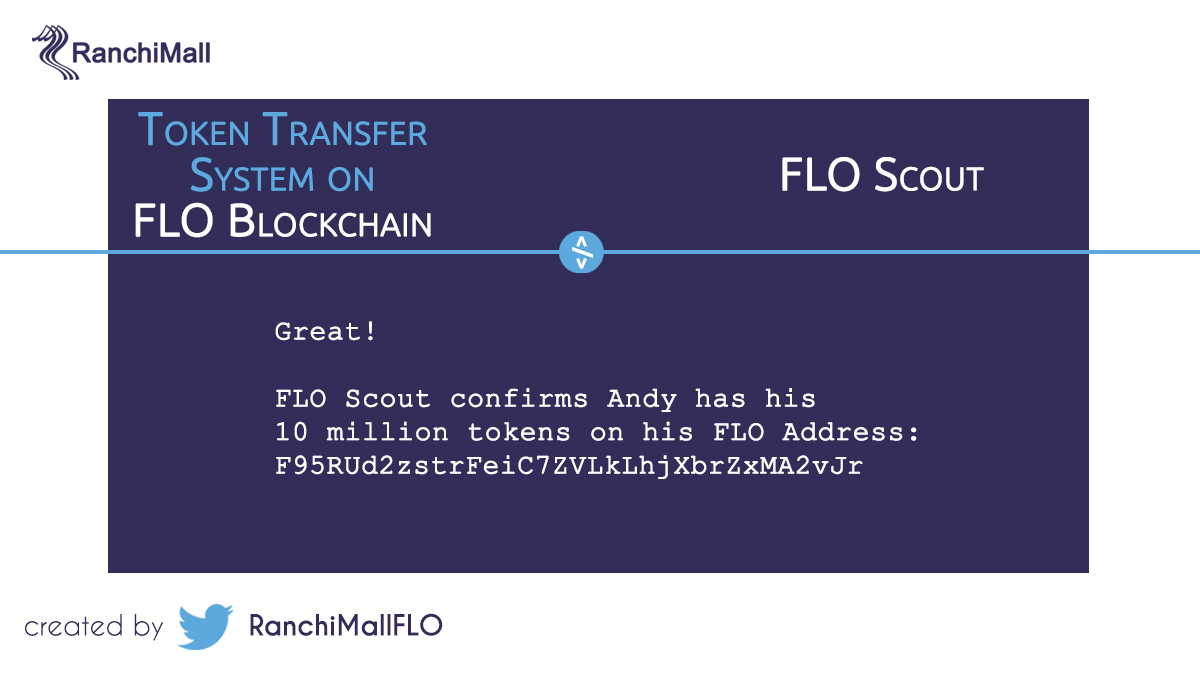 RanchiMall
Token Transfer
System on
FLO Blockchain
FLO Scout
Great!
FLO Scout confirms Andy has his
10 million tokens on his FLO Address:
F95RUd2zstrFeiC7ZVLkLhjXbrZxMA2vJr
created by RanchiMallFLO